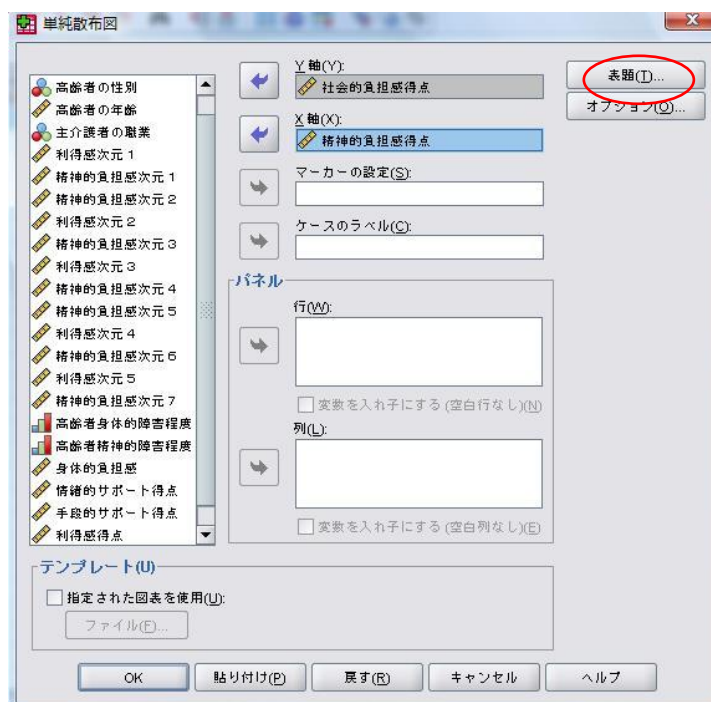 単純散布図
高齢者の性別
高齢者の年齢
主介護者の職業
利得感次元１
精神的負担感次元１
精神的負担感次元２
利得感次元２
精神的負担感次元３
利得感次元３
精神的負担感次元４
精神的負担感次元５
利得感次元４
精神的負担感次元６
利得感次元５
精神的負担感次元７
高齢者身体的障害程度
高齢者精神的障害程度
身体的負担感
情緒的サポート得点
手段的サポート得点
利得感得点
Y 軸(Y):
社会的負担感得点
X 軸(X):
精神的負担感得点
マーカーの設定(S):
ケースのラベル(C):
パネル
行(W):
変数を入れ子にする (空白行なし)(N)
列(L):
変数を入れ子にする (空白列なし)(E)
表題(T)...
オプション(O)...
テンプレート(U)
指定された図表を使用(U):
ファイル(F)...
OK
貼り付け(P)
戻す(R)
キャンセル
ヘルプ